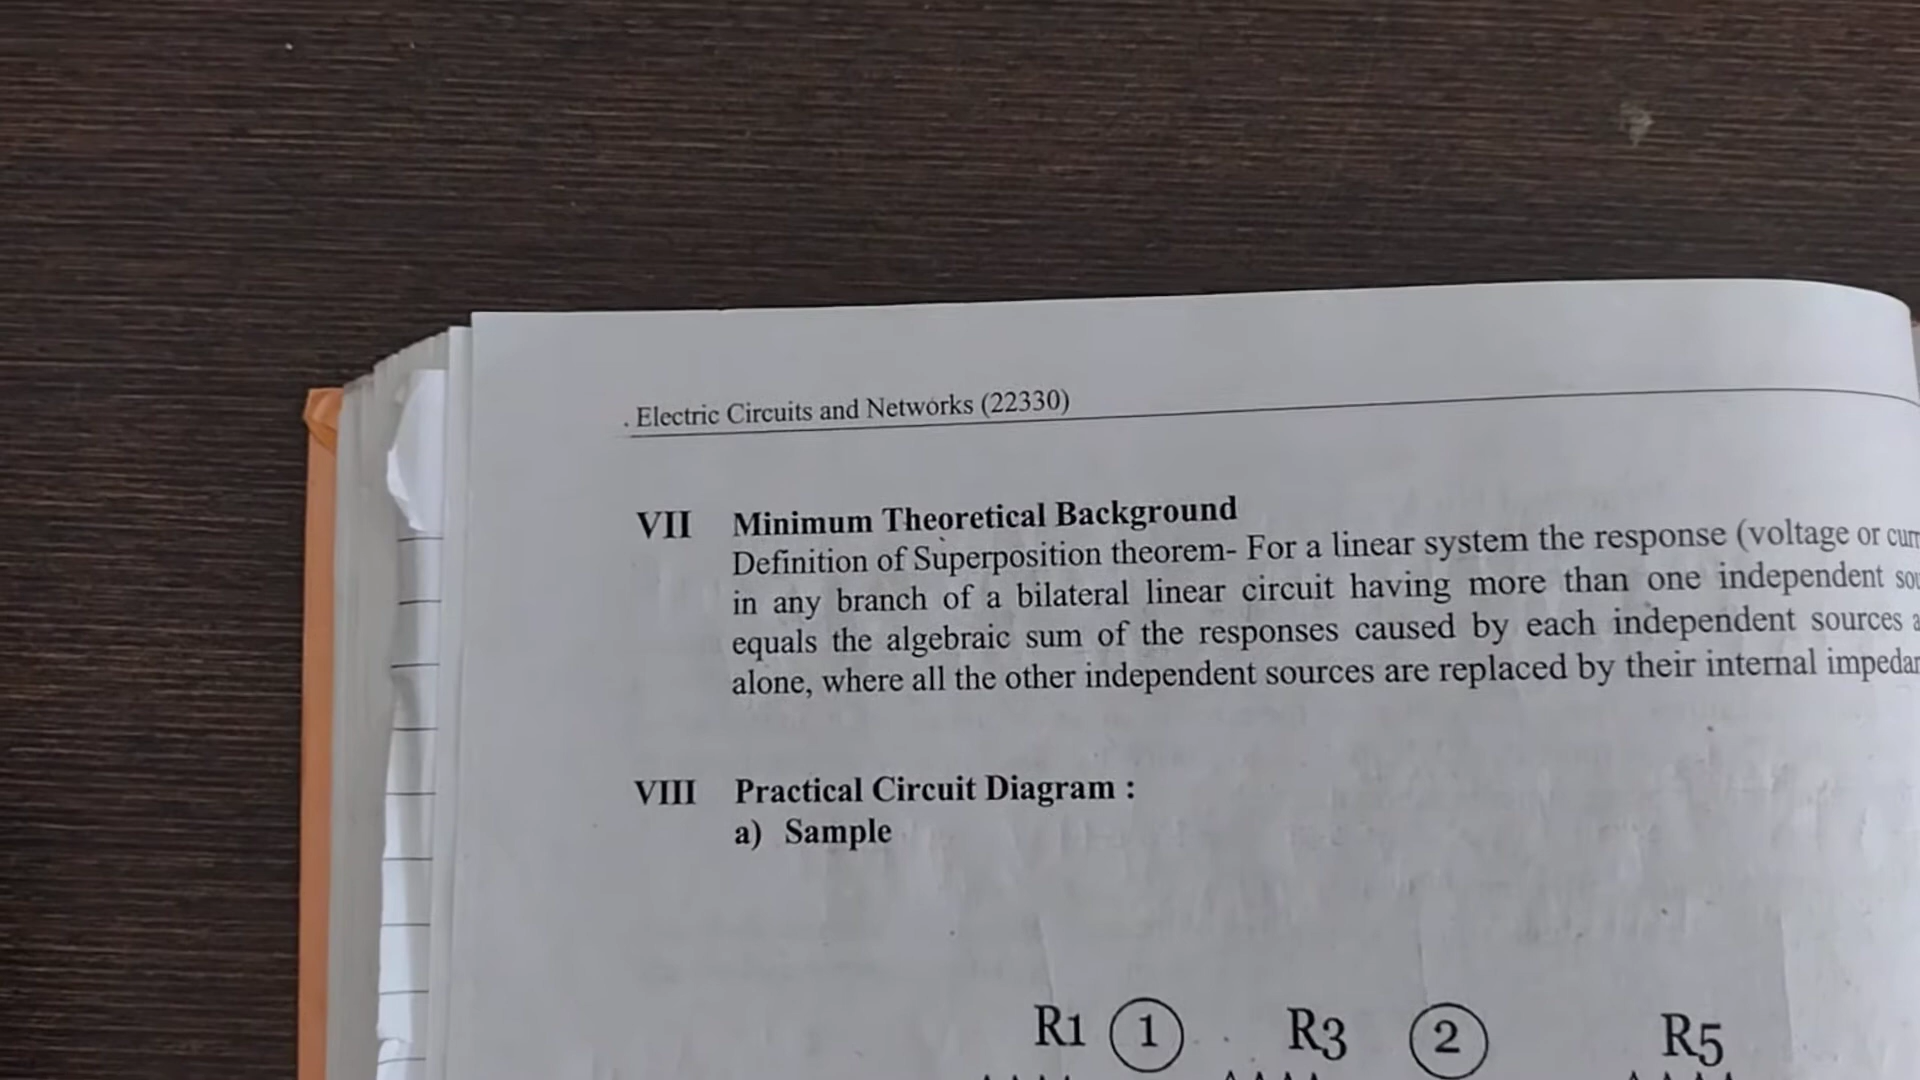 Electric Circuits and Networks (22330)
VII Minimum Theoretical Background
Definition of Superposition theorem- For a linear system the response (voltage or
in any branch of a bilateral linear circuit having more than one independent
equals the algebraic sum of the responses caused by each independent sources
alone, where all the other independent sources are replaced by their internal
VIII Practical Circuit Diagram :
a) Sample
R1 1 R3 2 R5